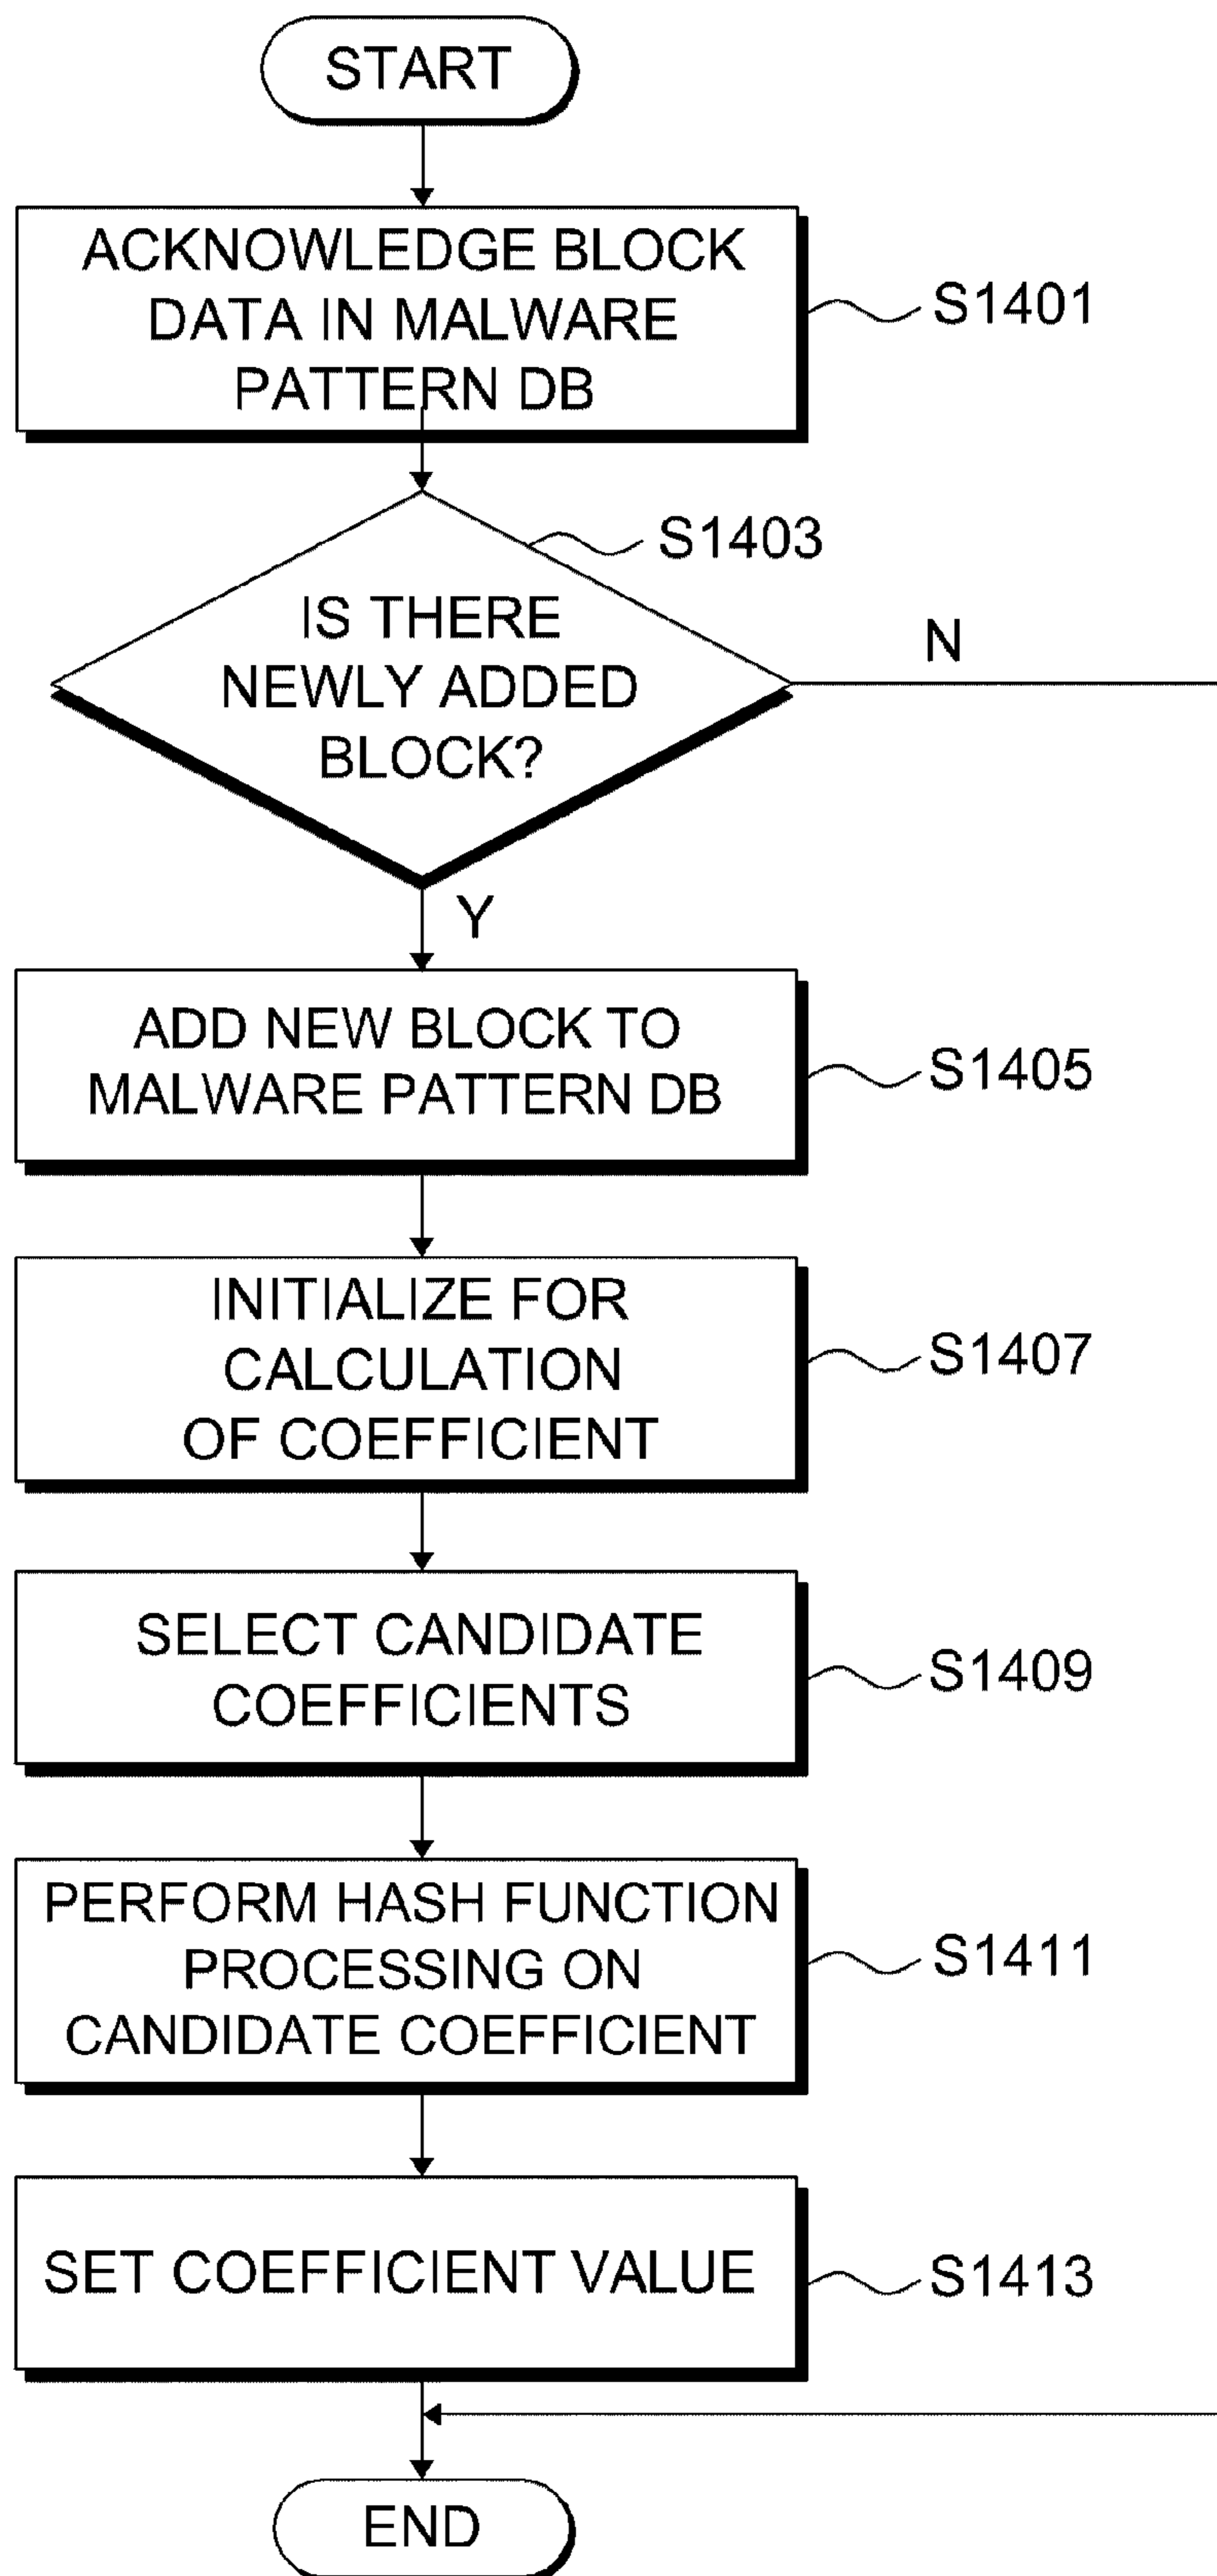 START
ACKNOWLEDGE BLOCK
DATA IN MALWARE
PATTERN DB
S1401
S1403
IS THERE
NEWLY ADDED
BLOCK?
N
Y
ADD NEW BLOCK TO
MALWARE PATTERN DB
S1405
INITIALIZE FOR
CALCULATION
OF COEFFICIENT
S1407
SELECT CANDIDATE
COEFFICIENTS
S1409
PERFORM HASH FUNCTION
PROCESSING ON
CANDIDATE COEFFICIENT
S1411
SET COEFFICIENT VALUE
S1413
END